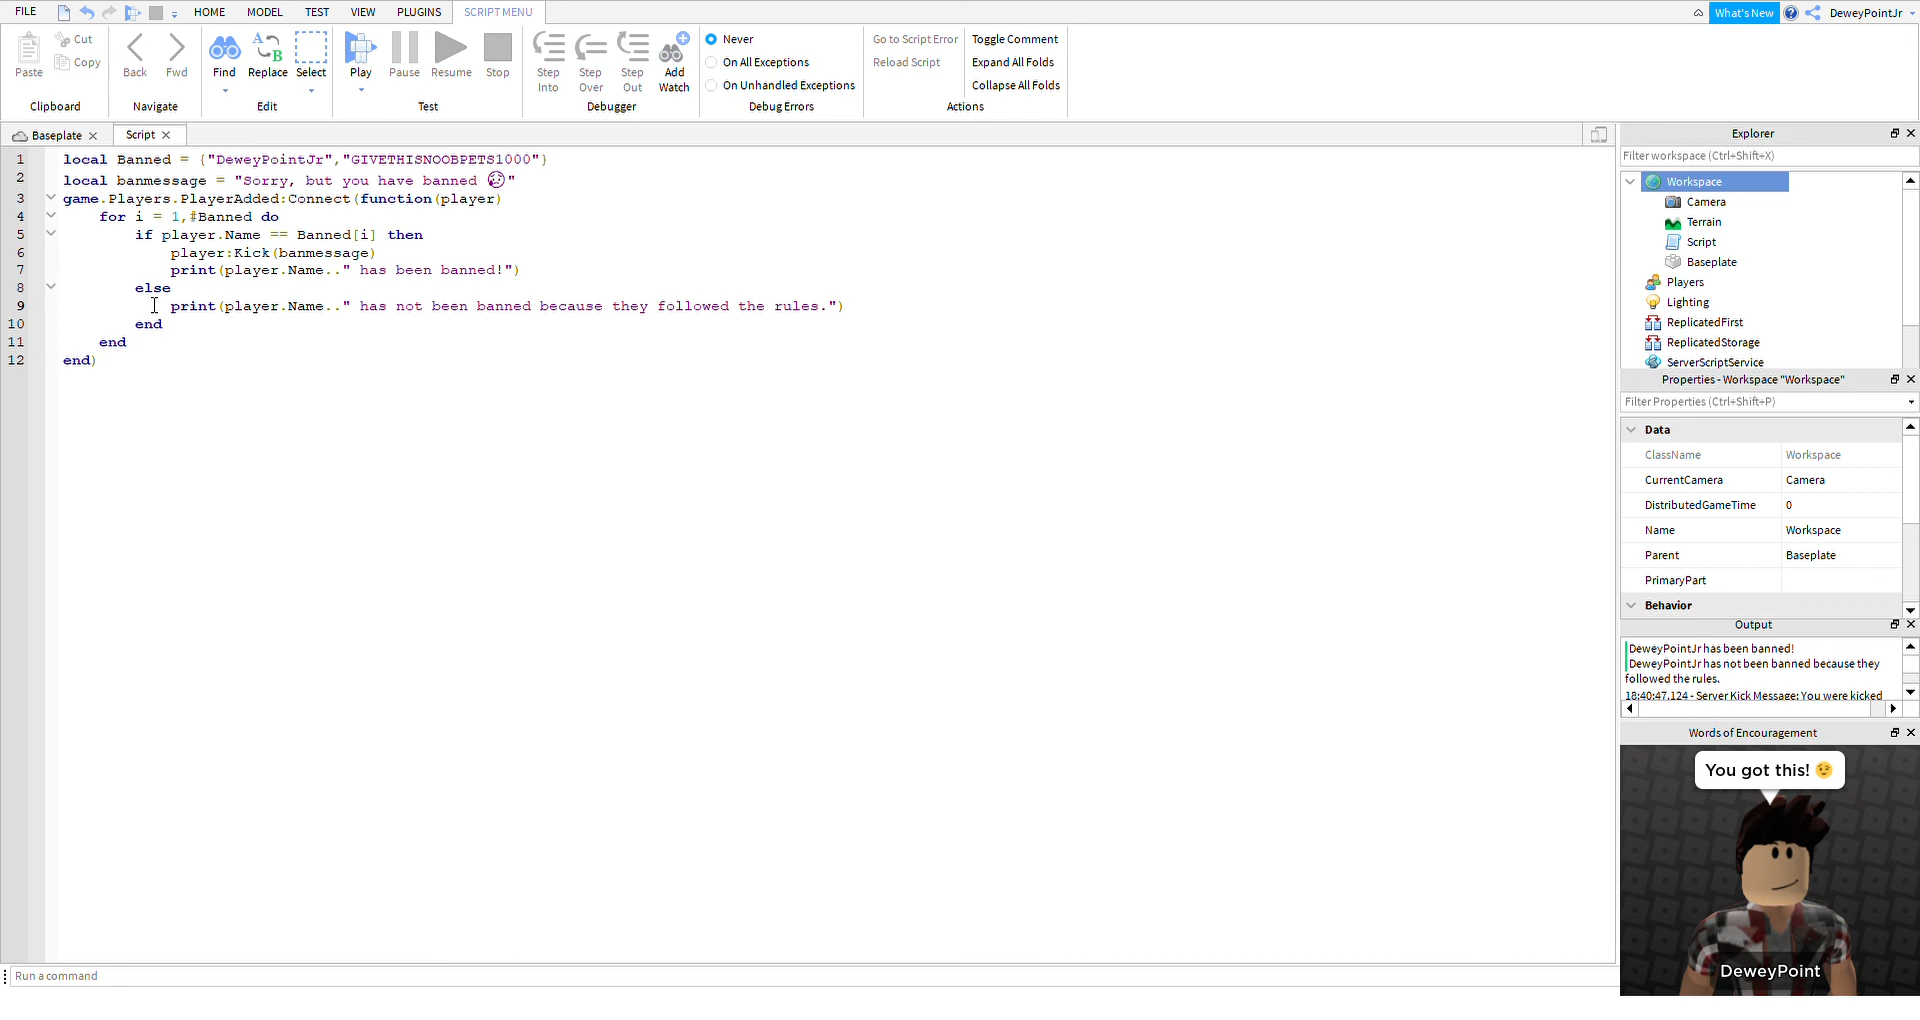 FILE HOME MODEL TEST VIEW PLUGINS SCRIPT MENU What's New DeweyPointJr
Paste Cut Copy
Clipboard
Back Fwd
Navigate
Find Replace Select
Edit
Play Pause Resume Stop
Test
Step Into Step Over Step Out Add Watch
Debugger
Never
On All Exceptions
On Unhandled Exceptions
Debug Errors
Go to Script Error
Reload Script
Toggle Comment
Expand All Folds
Collapse All Folds
Actions
Baseplate Script
1 local Banned = {"DeweyPointJr","GIVETHISNOOBPETS1000"}
2 local banmessage = "Sorry, but you have banned 😥"
3 game.Players.PlayerAdded:Connect(function(player)
4 for i = 1,#Banned do
5 if player.Name == Banned[i] then
6 player:Kick(banmessage)
7 print(player.Name.." has been banned!")
8 else
9 print(player.Name.." has not been banned because they followed the rules.")
10 end
11 end
12 end)
Run a command
Explorer
Filter workspace (Ctrl+Shift+X)
Workspace
Camera
Terrain
Script
Baseplate
Players
Lighting
ReplicatedFirst
ReplicatedStorage
ServerScriptService
Properties - Workspace "Workspace"
Filter Properties (Ctrl+Shift+P)
Data
ClassName Workspace
CurrentCamera Camera
DistributedGameTime 0
Name Workspace
Parent Baseplate
PrimaryPart
Behavior
Output
DeweyPointJr has been banned!
DeweyPointJr has not been banned because they
followed the rules.
18:40:47.124 - Server Kick Message: You were kicked
Words of Encouragement
You got this! 😉
DeweyPoint